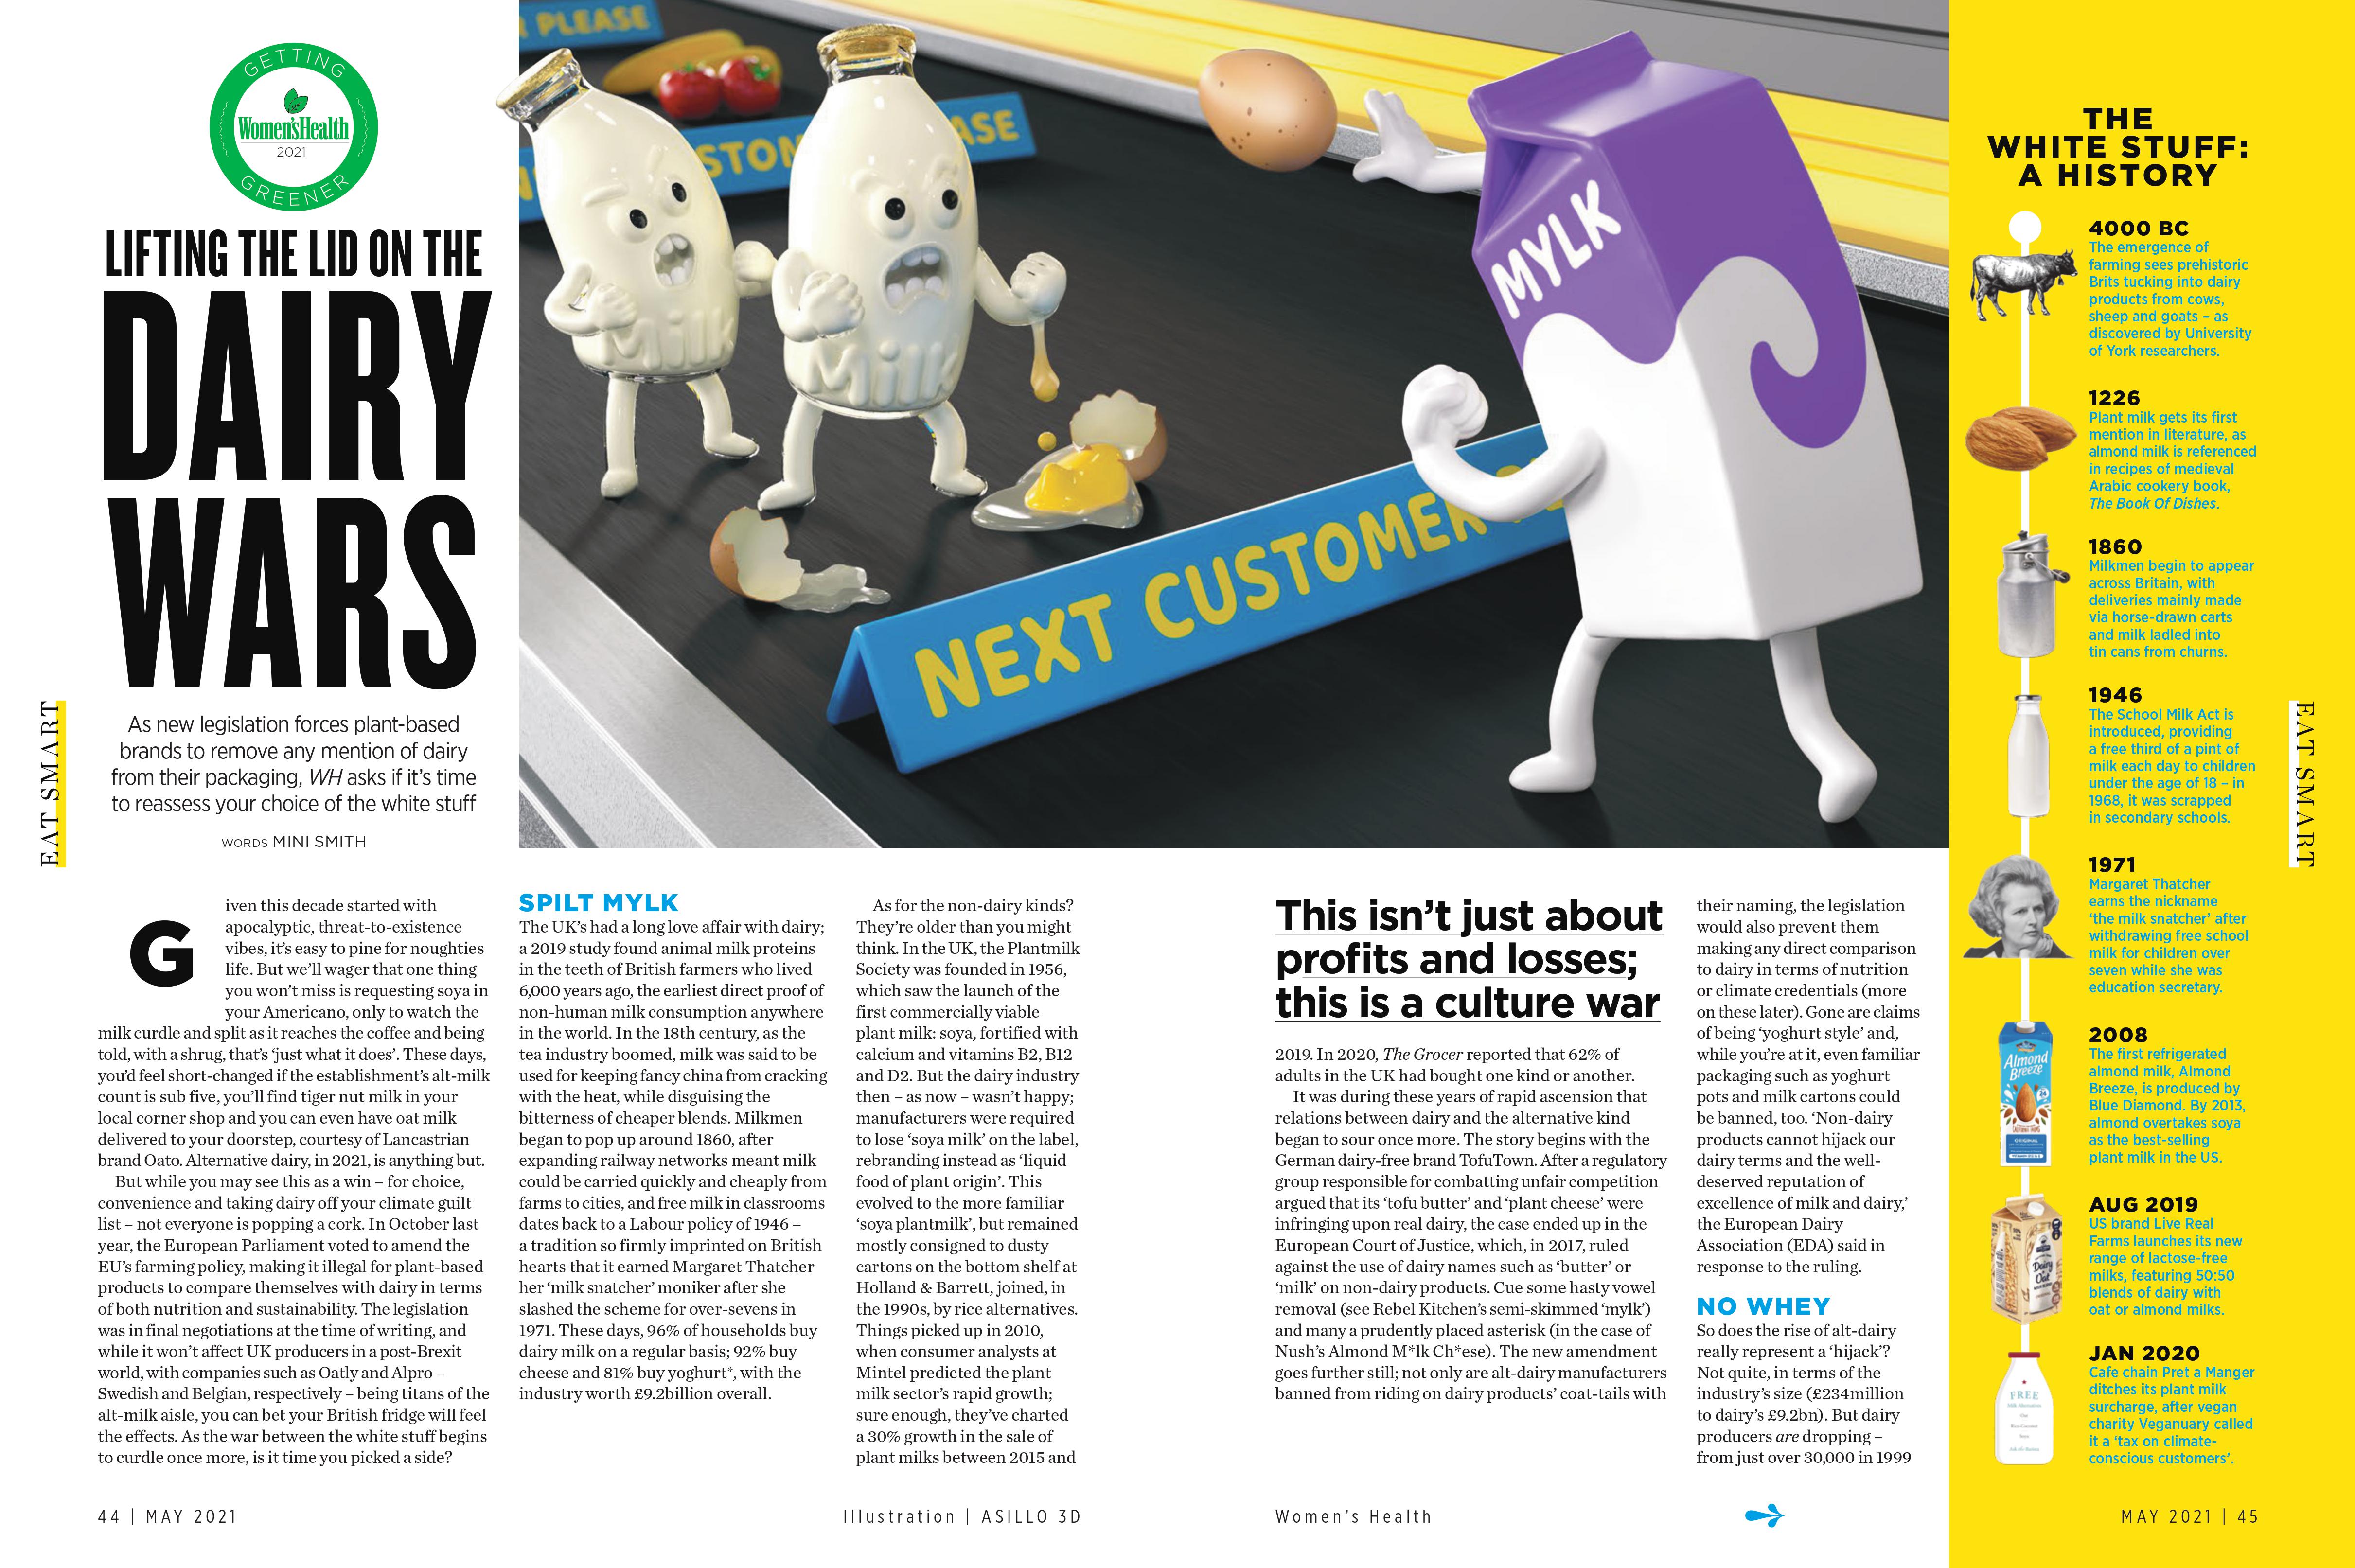 GETTING
Women'sHealth
2021
GREENER
LIFTING THE LID ON THE
DAIRY
WARS
As new legislation forces plant-based
brands to remove any mention of dairy
from their packaging, WH asks if it's time
to reassess your choice of the white stuff
WORDS MINI SMITH
EAT SMART
PLEASE
STOM ASE
Milk
Milk
MYLK
NEXT CUSTOMER
Given this decade started with
apocalyptic, threat-to-existence
vibes, it's easy to pine for noughties
life. But we'll wager that one thing
you won't miss is requesting soya in
your Americano, only to watch the
milk curdle and split as it reaches the coffee and being
told, with a shrug, that's 'just what it does'. These days,
you'd feel short-changed if the establishment's alt-milk
count is sub five, you'll find tiger nut milk in your
local corner shop and you can even have oat milk
delivered to your doorstep, courtesy of Lancastrian
brand Oato. Alternative dairy, in 2021, is anything but.
But while you may see this as a win – for choice,
convenience and taking dairy off your climate guilt
list – not everyone is popping a cork. In October last
year, the European Parliament voted to amend the
EU's farming policy, making it illegal for plant-based
products to compare themselves with dairy in terms
of both nutrition and sustainability. The legislation
was in final negotiations at the time of writing, and
while it won't affect UK producers in a post-Brexit
world, with companies such as Oatly and Alpro –
Swedish and Belgian, respectively – being titans of the
alt-milk aisle, you can bet your British fridge will feel
the effects. As the war between the white stuff begins
to curdle once more, is it time you picked a side?
SPILT MYLK
The UK's had a long love affair with dairy;
a 2019 study found animal milk proteins
in the teeth of British farmers who lived
6,000 years ago, the earliest direct proof of
non-human milk consumption anywhere
in the world. In the 18th century, as the
tea industry boomed, milk was said to be
used for keeping fancy china from cracking
with the heat, while disguising the
bitterness of cheaper blends. Milkmen
began to pop up around 1860, after
expanding railway networks meant milk
could be carried quickly and cheaply from
farms to cities, and free milk in classrooms
dates back to a Labour policy of 1946 –
a tradition so firmly imprinted on British
hearts that it earned Margaret Thatcher
her 'milk snatcher' moniker after she
slashed the scheme for over-sevens in
1971. These days, 96% of households buy
dairy milk on a regular basis; 92% buy
cheese and 81% buy yoghurt*, with the
industry worth £9.2billion overall.
As for the non-dairy kinds?
They're older than you might
think. In the UK, the Plantmilk
Society was founded in 1956,
which saw the launch of the
first commercially viable
plant milk: soya, fortified with
calcium and vitamins B2, B12
and D2. But the dairy industry
then – as now – wasn't happy;
manufacturers were required
to lose 'soya milk' on the label,
rebranding instead as 'liquid
food of plant origin'. This
evolved to the more familiar
'soya plantmilk', but remained
mostly consigned to dusty
cartons on the bottom shelf at
Holland & Barrett, joined, in
the 1990s, by rice alternatives.
Things picked up in 2010,
when consumer analysts at
Mintel predicted the plant
milk sector's rapid growth;
sure enough, they've charted
a 30% growth in the sale of
plant milks between 2015 and
This isn't just about
profits and losses;
this is a culture war
2019. In 2020, The Grocer reported that 62% of
adults in the UK had bought one kind or another.
It was during these years of rapid ascension that
relations between dairy and the alternative kind
began to sour once more. The story begins with the
German dairy-free brand TofuTown. After a regulatory
group responsible for combatting unfair competition
argued that its 'tofu butter' and 'plant cheese' were
infringing upon real dairy, the case ended up in the
European Court of Justice, which, in 2017, ruled
against the use of dairy names such as 'butter' or
'milk' on non-dairy products. Cue some hasty vowel
removal (see Rebel Kitchen's semi-skimmed 'mylk')
and many a prudently placed asterisk (in the case of
Nush's Almond M*lk Ch*ese). The new amendment
goes further still; not only are alt-dairy manufacturers
banned from riding on dairy products' coat-tails with
their naming, the legislation
would also prevent them
making any direct comparison
to dairy in terms of nutrition
or climate credentials (more
on these later). Gone are claims
of being 'yoghurt style' and,
while you're at it, even familiar
packaging such as yoghurt
pots and milk cartons could
be banned, too. 'Non-dairy
products cannot hijack our
dairy terms and the well-
deserved reputation of
excellence of milk and dairy,'
the European Dairy
Association (EDA) said in
response to the ruling.
NO WHEY
So does the rise of alt-dairy
really represent a 'hijack'?
Not quite, in terms of the
industry's size (£234million
to dairy's £9.2bn). But dairy
producers are dropping –
from just over 30,000 in 1999
THE
WHITE STUFF:
A HISTORY
4000 BC
The emergence of
farming sees prehistoric
Brits tucking into dairy
products from cows,
sheep and goats – as
discovered by University
of York researchers.
1226
Plant milk gets its first
mention in literature, as
almond milk is referenced
in recipes of medieval
Arabic cookery book,
The Book Of Dishes.
1860
Milkmen begin to appear
across Britain, with
deliveries mainly made
via horse-drawn carts
and milk ladled into
tin cans from churns.
1946
The School Milk Act is
introduced, providing
a free third of a pint of
milk each day to children
under the age of 18 – in
1968, it was scrapped
in secondary schools.
1971
Margaret Thatcher
earns the nickname
'the milk snatcher' after
withdrawing free school
milk for children over
seven while she was
education secretary.
Almond
Breeze
ORIGINAL
2008
The first refrigerated
almond milk, Almond
Breeze, is produced by
Blue Diamond. By 2013,
almond overtakes soya
as the best-selling
plant milk in the US.
Dairy
Oat
AUG 2019
US brand Live Real
Farms launches its new
range of lactose-free
milks, featuring 50:50
blends of dairy with
oat or almond milks.
FREE
JAN 2020
Cafe chain Pret a Manger
ditches its plant milk
surcharge, after vegan
charity Veganuary called
it a 'tax on climate-
conscious customers'.
EAT SMART
44 | MAY 2021
Illustration | ASILLO 3D
Women's Health
MAY 2021 | 45